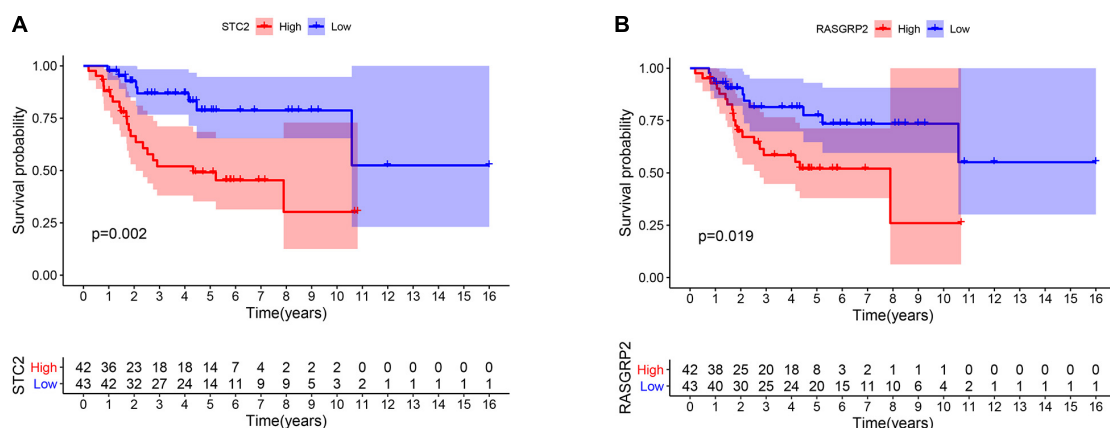 A
STC2 High Low
Survival probability
1.00
0.75
0.50
0.25
0.00
p=0.002
0 1 2 3 4 5 6 7 8 9 10 11 12 13 14 15 16
Time(years)
STC2
High 42 36 23 18 18 14 7 4 2 2 2 0 0 0 0 0 0
Low 43 42 32 27 24 14 11 9 9 5 3 2 1 1 1 1 1
0 1 2 3 4 5 6 7 8 9 10 11 12 13 14 15 16
Time(years)
B
RASGRP2 High Low
Survival probability
1.00
0.75
0.50
0.25
0.00
p=0.019
0 1 2 3 4 5 6 7 8 9 10 11 12 13 14 15 16
Time(years)
RASGRP2
High 42 38 25 20 18 8 3 2 1 1 1 0 0 0 0 0 0
Low 43 40 30 25 24 20 15 11 10 6 4 2 1 1 1 1 1
0 1 2 3 4 5 6 7 8 9 10 11 12 13 14 15 16
Time(years)